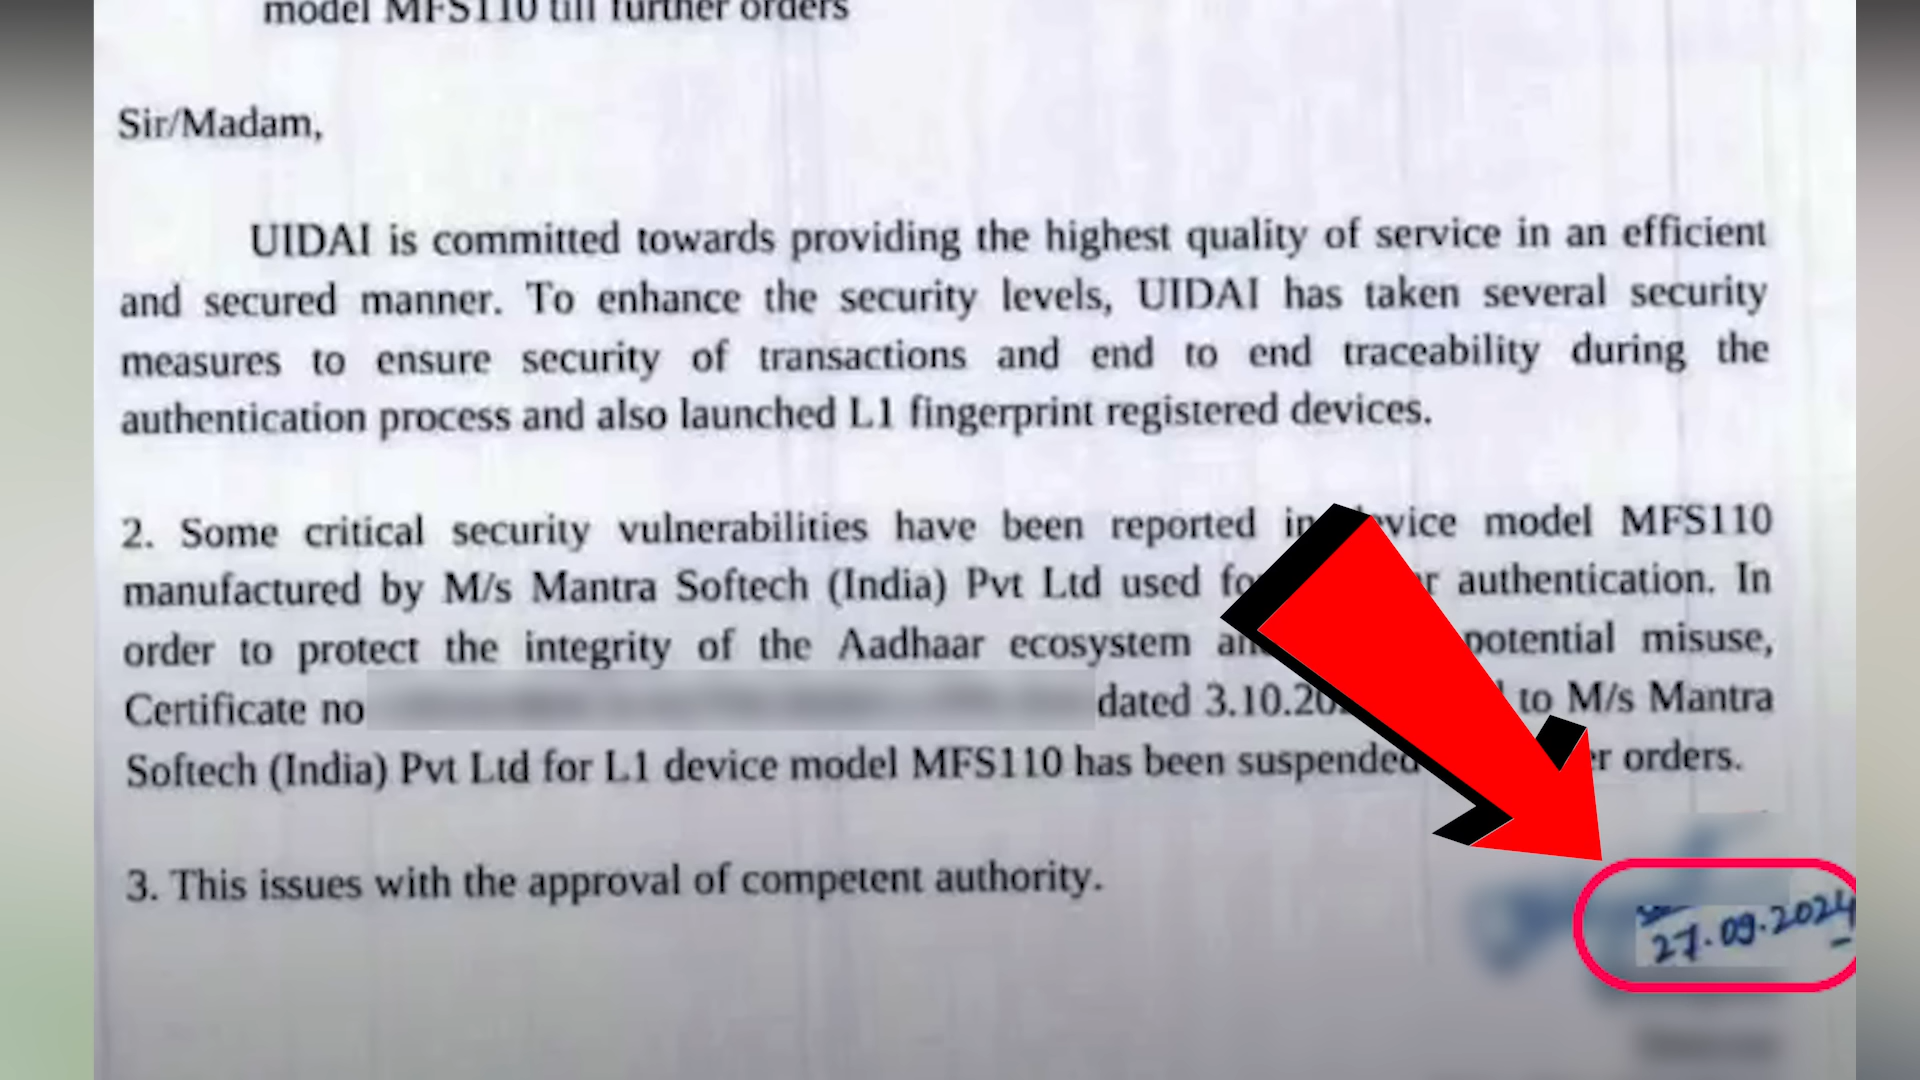 model MFS110 till further orders
Sir/Madam,
UIDAI is committed towards providing the highest quality of service in an efficient
and secured manner. To enhance the security levels, UIDAI has taken several security
measures to ensure security of transactions and end to end traceability during the
authentication process and also launched L1 fingerprint registered devices.
2. Some critical security vulnerabilities have been reported in device model MFS110
manufactured by M/s Mantra Softech (India) Pvt Ltd used authentication. In
order to protect the integrity of the Aadhaar ecosystem potential misuse,
Certificate no dated 3.10. to M/s Mantra
Softech (India) Pvt Ltd for L1 device model MFS110 has been suspended orders.
3. This issues with the approval of competent authority.
27.09.2024